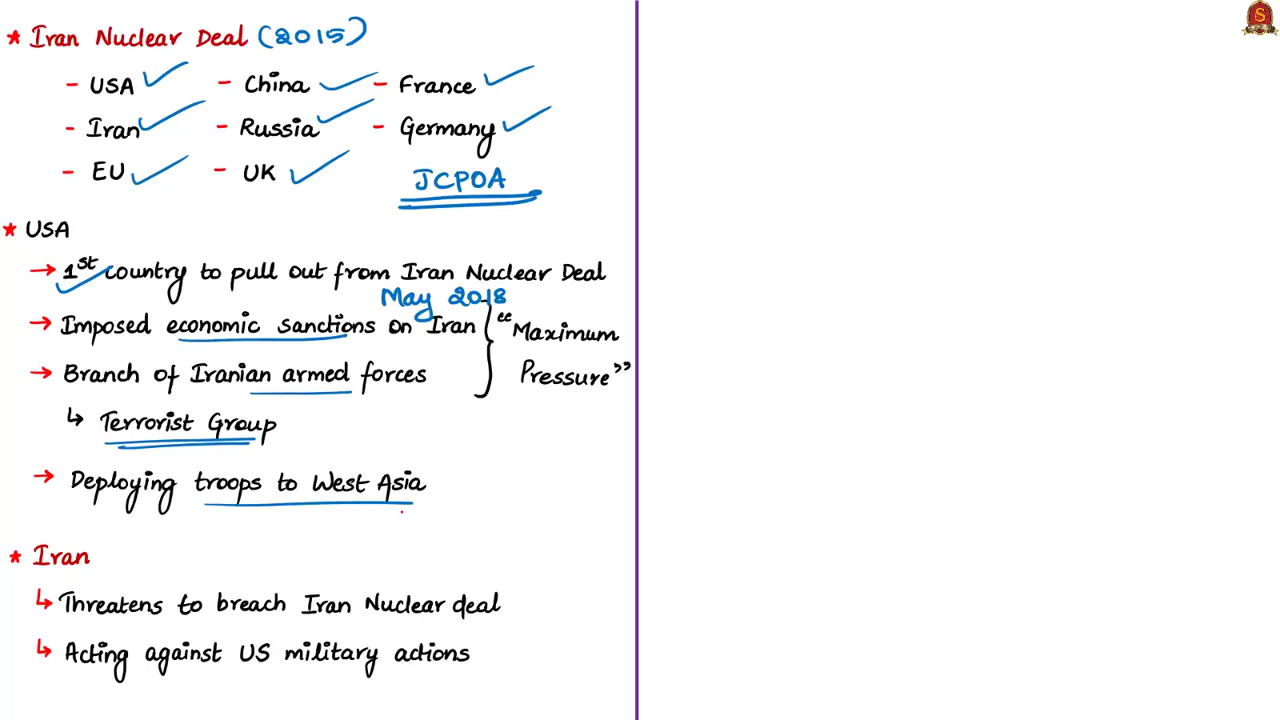 * Iran Nuclear Deal (2015)
- USA - China - France
- Iran - Russia - Germany
- EU - UK
JCPOA
* USA
→ 1st country to pull out from Iran Nuclear Deal
May 2018
→ Imposed economic sanctions on Iran
"Maximum
Pressure"
→ Branch of Iranian armed forces
↳ Terrorist Group
→ Deploying troops to West Asia
* Iran
↳ Threatens to breach Iran Nuclear deal
↳ Acting against US military actions